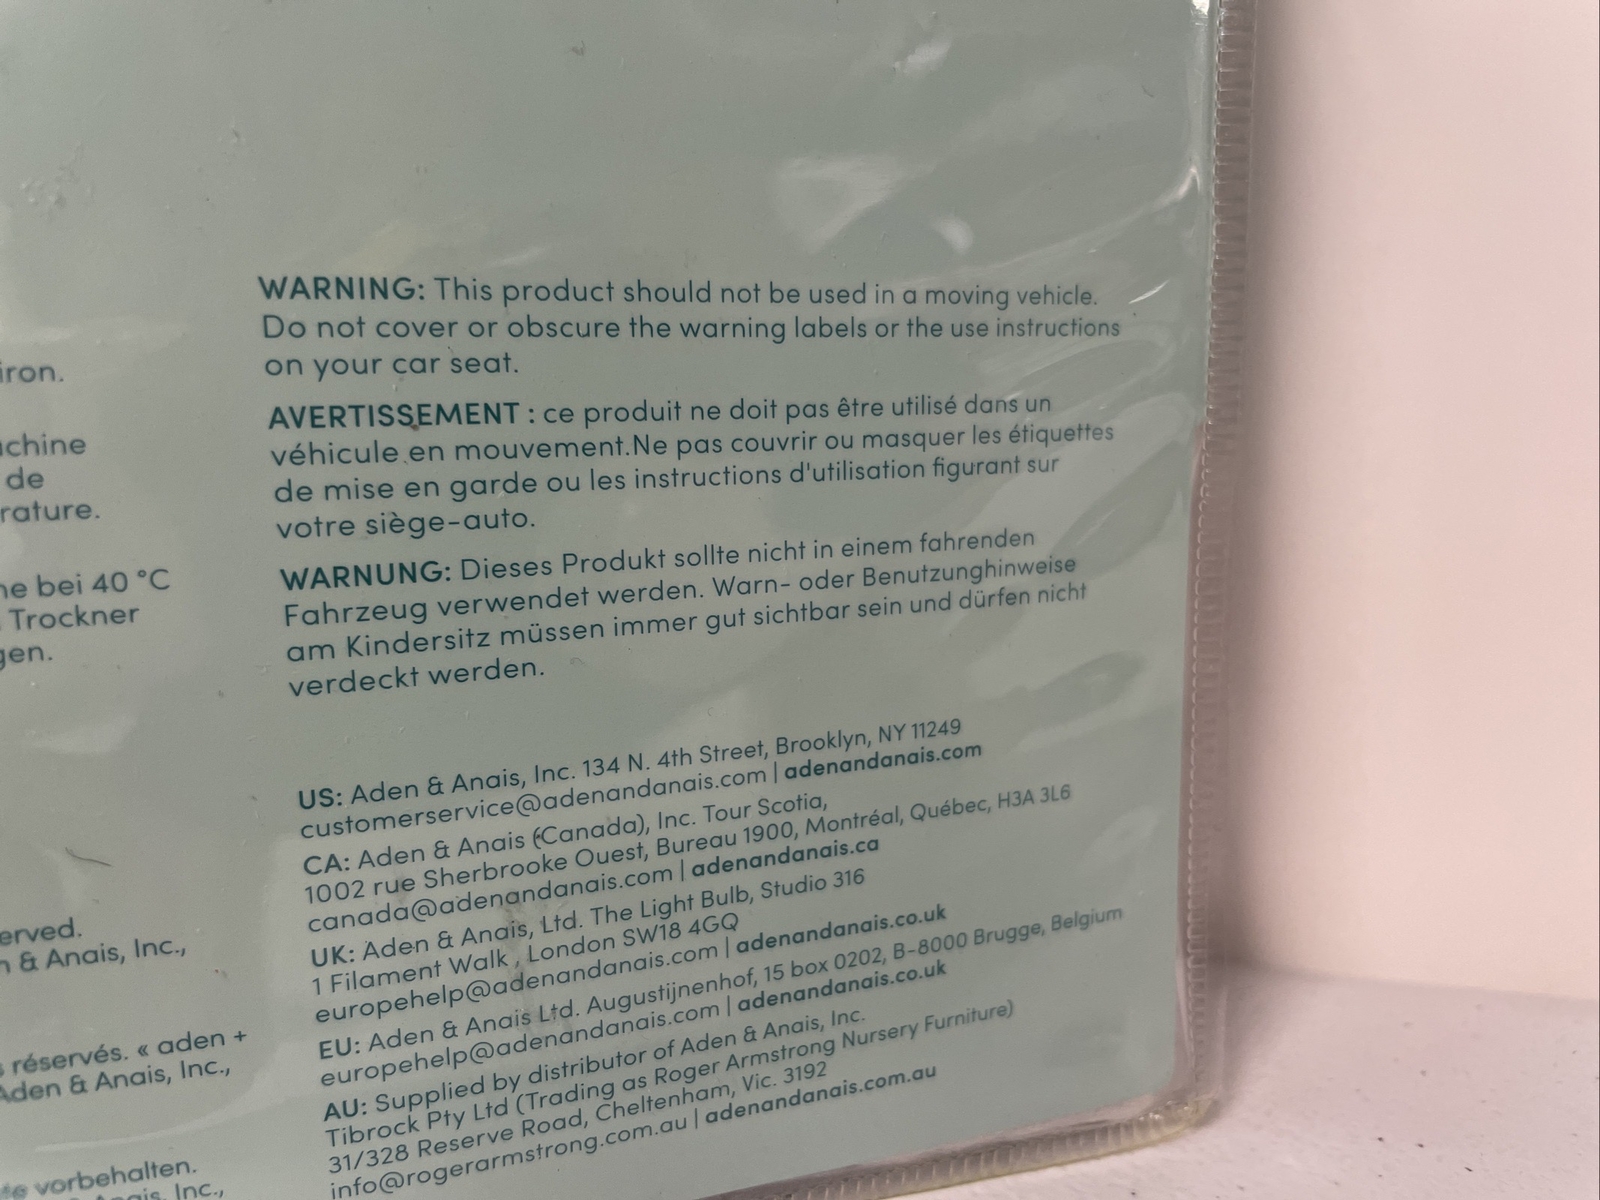 iron.
achine
de
rature.
ne bei 40 °C
Trockner
gen.
erved.
n & Anais, Inc.,
s réservés. « aden +
Aden & Anais, Inc.,
te vorbehalten.
& Anais, Inc.,
WARNING: This product should not be used in a moving vehicle.
Do not cover or obscure the warning labels or the use instructions
on your car seat.
AVERTISSEMENT : ce produit ne doit pas être utilisé dans un
véhicule en mouvement.Ne pas couvrir ou masquer les étiquettes
de mise en garde ou les instructions d'utilisation figurant sur
votre siège-auto.
WARNUNG: Dieses Produkt sollte nicht in einem fahrenden
Fahrzeug verwendet werden. Warn- oder Benutzunghinweise
am Kindersitz müssen immer gut sichtbar sein und dürfen nicht
verdeckt werden.
US: Aden & Anais, Inc. 134 N. 4th Street, Brooklyn, NY 11249
customerservice@adenandanais.com | adenandanais.com
CA: Aden & Anais (Canada), Inc. Tour Scotia,
1002 rue Sherbrooke Ouest, Bureau 1900, Montréal, Québec, H3A 3L6
canada@adenandanais.com | adenandanais.ca
UK: Aden & Anais, Ltd. The Light Bulb, Studio 316
1 Filament Walk , London SW18 4GQ
europehelp@adenandanais.com | adenandanais.co.uk
EU: Aden & Anais Ltd. Augustijnenhof, 15 box 0202, B-8000 Brugge, Belgium
europehelp@adenandanais.com | adenandanais.co.uk
AU: Supplied by distributor of Aden & Anais, Inc.
Tibrock Pty Ltd (Trading as Roger Armstrong Nursery Furniture)
31/328 Reserve Road, Cheltenham, Vic. 3192
info@rogerarmstrong.com.au | adenandanais.com.au